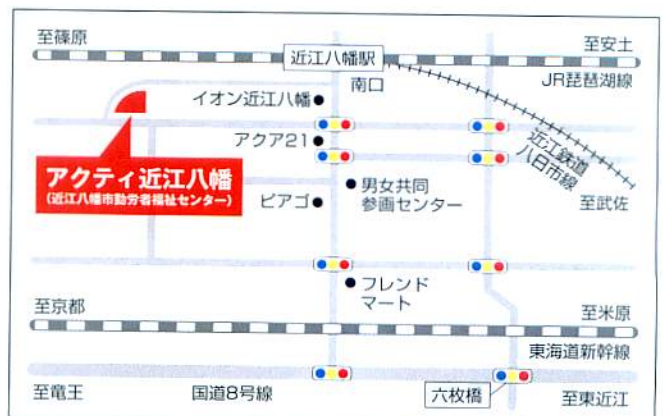 至篠原
近江八幡駅
至安土
南口
JR琵琶湖線
イオン近江八幡
アクア21
近江鉄道
八日市線
アクティ近江八幡
(近江八幡市勤労者福祉センター)
男女共同
参画センター
ピアゴ
至武佐
フレンド
マート
至京都
至米原
東海道新幹線
至竜王
国道8号線
六枚橋
至東近江